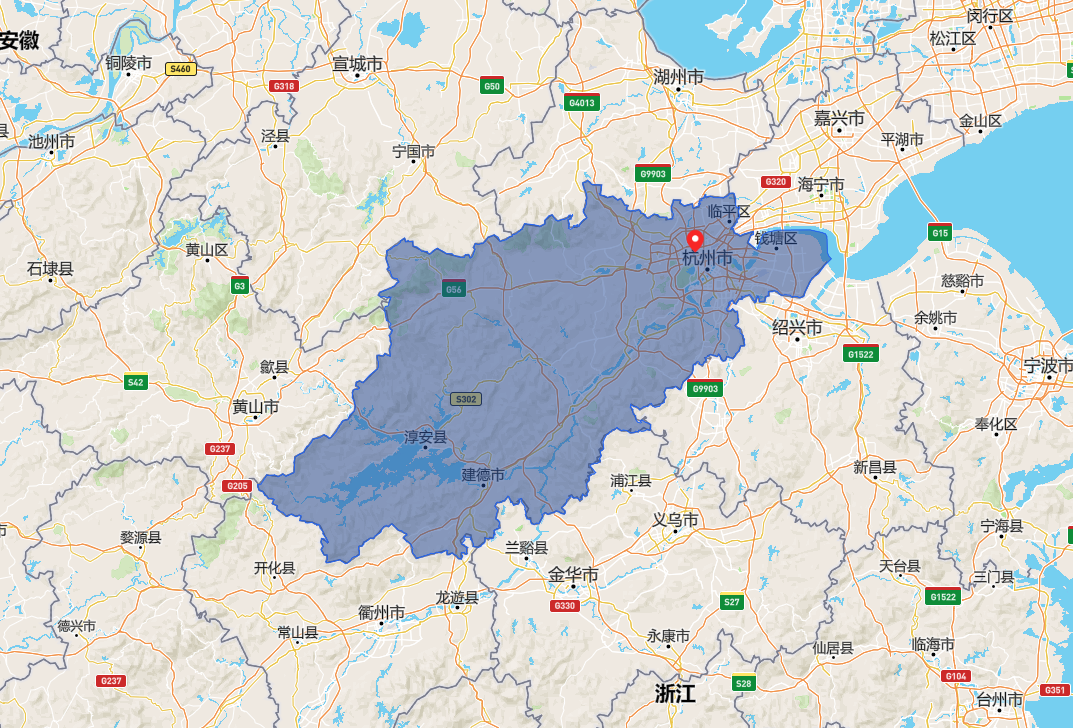 闵行区
安徽
松江区
铜陵市
宣城市
S460
湖州市
G318
G50
G4013
嘉兴市
金山区
泾县
池州市
平湖市
宁国市
G9903
G320
海宁市
临平区
G15
钱塘区
黄山区
杭州市
石埭县
G3
G56
慈谿市
余姚市
绍兴市
G1522
歙县
宁波市
S42
G9903
S302
黄山市
奉化区
淳安县
G237
新昌县
建德市
G205
浦江县
义乌市
宁海县
婺源县
兰谿县
开化县
天台县
金华市
三门县
龙遊县
G1522
S27
G330
衢州市
德兴市
常山县
永康市
临海市
仙居县
G104
G237
S28
G351
浙江
台州市